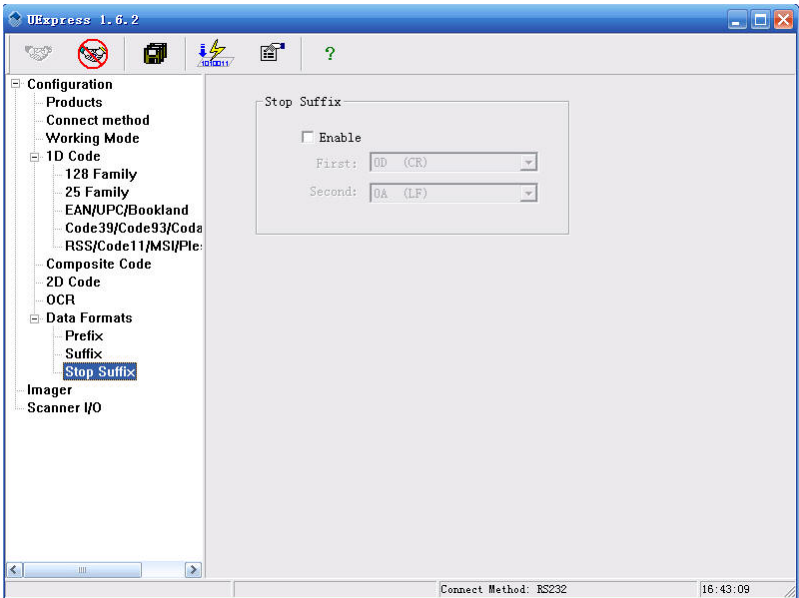 UExpress 1.6.2
1010011
?
Configuration
Products
Connect method
Working Mode
1D Code
128 Family
25 Family
EAN/UPC/Bookland
Code39/Code93/Coda
RSS/Code11/MSI/Ple
Composite Code
2D Code
OCR
Data Formats
Prefix
Suffix
Stop Suffix
Imager
Scanner I/O
Stop Suffix
Enable
First: 0D (CR)
Second: 0A (LF)
Connect Method: RS232
16:43:09